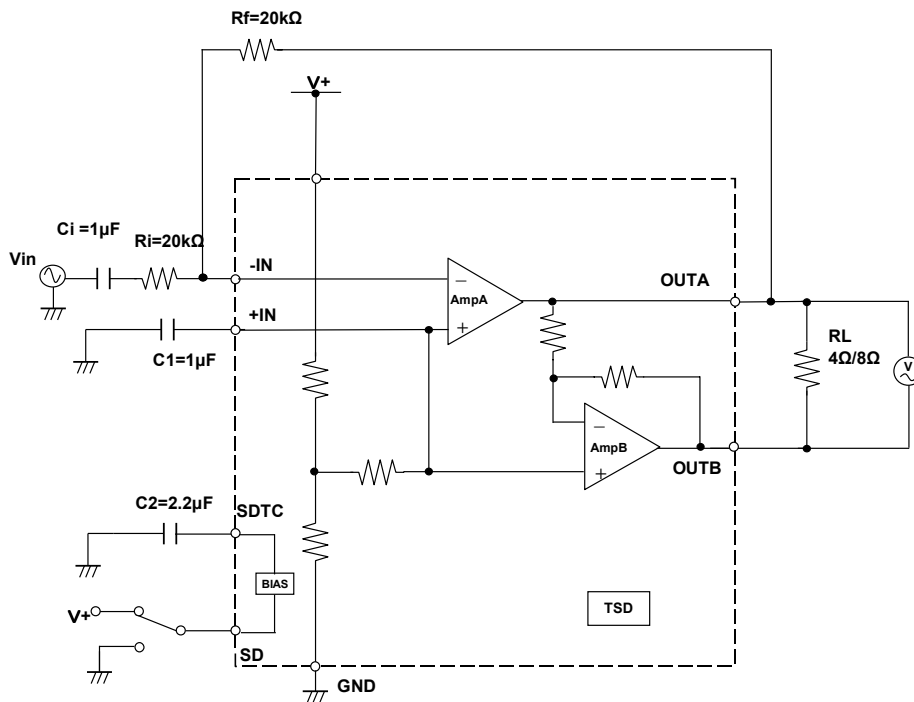 Rf=20kΩ
V+
Ci =1µF
Ri=20kΩ
Vin
-IN
AmpA
OUTA
+IN
C1=1µF
RL
4Ω/8Ω
V
AmpB
OUTB
C2=2.2µF
SDTC
BIAS
TSD
V+
SD
GND